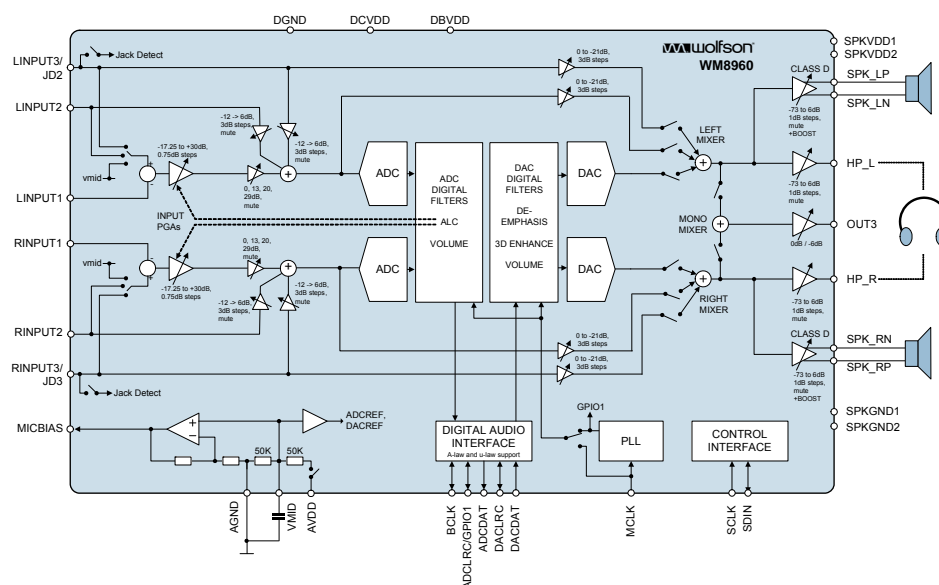 DGND
DCVDD
DBVDD
wolfson
WM8960
SPKVDD1
SPKVDD2
LINPUT3/
JD2
Jack Detect
0 to -21dB,
3dB steps
0 to -21dB,
3dB steps
CLASS D
SPK_LP
SPK_LN
-73 to 6dB
1dB steps,
mute
+BOOST
LINPUT2
-12 -> 6dB,
3dB steps,
mute
-12 -> 6dB,
3dB steps,
mute
-17.25 to +30dB,
0.75dB steps
vmid
+
-
0, 13, 20,
29dB,
mute
+
ADC
ADC
DIGITAL
FILTERS
ALC
VOLUME
DAC
DIGITAL
FILTERS
DE-
EMPHASIS
3D ENHANCE
VOLUME
DAC
LEFT
MIXER
+
HP_L
-73 to 6dB
1dB steps,
mute
LINPUT1
INPUT
PGAs
MONO
MIXER
+
OUT3
0dB / -6dB
RINPUT1
vmid
-
+
-17.25 to +30dB,
0.75dB steps
0, 13, 20,
29dB,
mute
+
-12 -> 6dB,
3dB steps,
mute
-12 -> 6dB,
3dB steps,
mute
ADC
DAC
+
RIGHT
MIXER
HP_R
-73 to 6dB
1dB steps,
mute
RINPUT2
0 to -21dB,
3dB steps
0 to -21dB,
3dB steps
CLASS D
SPK_RN
SPK_RP
-73 to 6dB
1dB steps,
mute
+BOOST
RINPUT3/
JD3
Jack Detect
MICBIAS
+
-
ADCREF,
DACREF
50K
50K
DIGITAL AUDIO
INTERFACE
A-law and u-law support
GPIO1
PLL
CONTROL
INTERFACE
SPKGND1
SPKGND2
AGND
VMID
AVDD
BCLK
ADCLRC/GPIO1
ADCDAT
DACLRC
DACDAT
MCLK
SCLK
SDIN